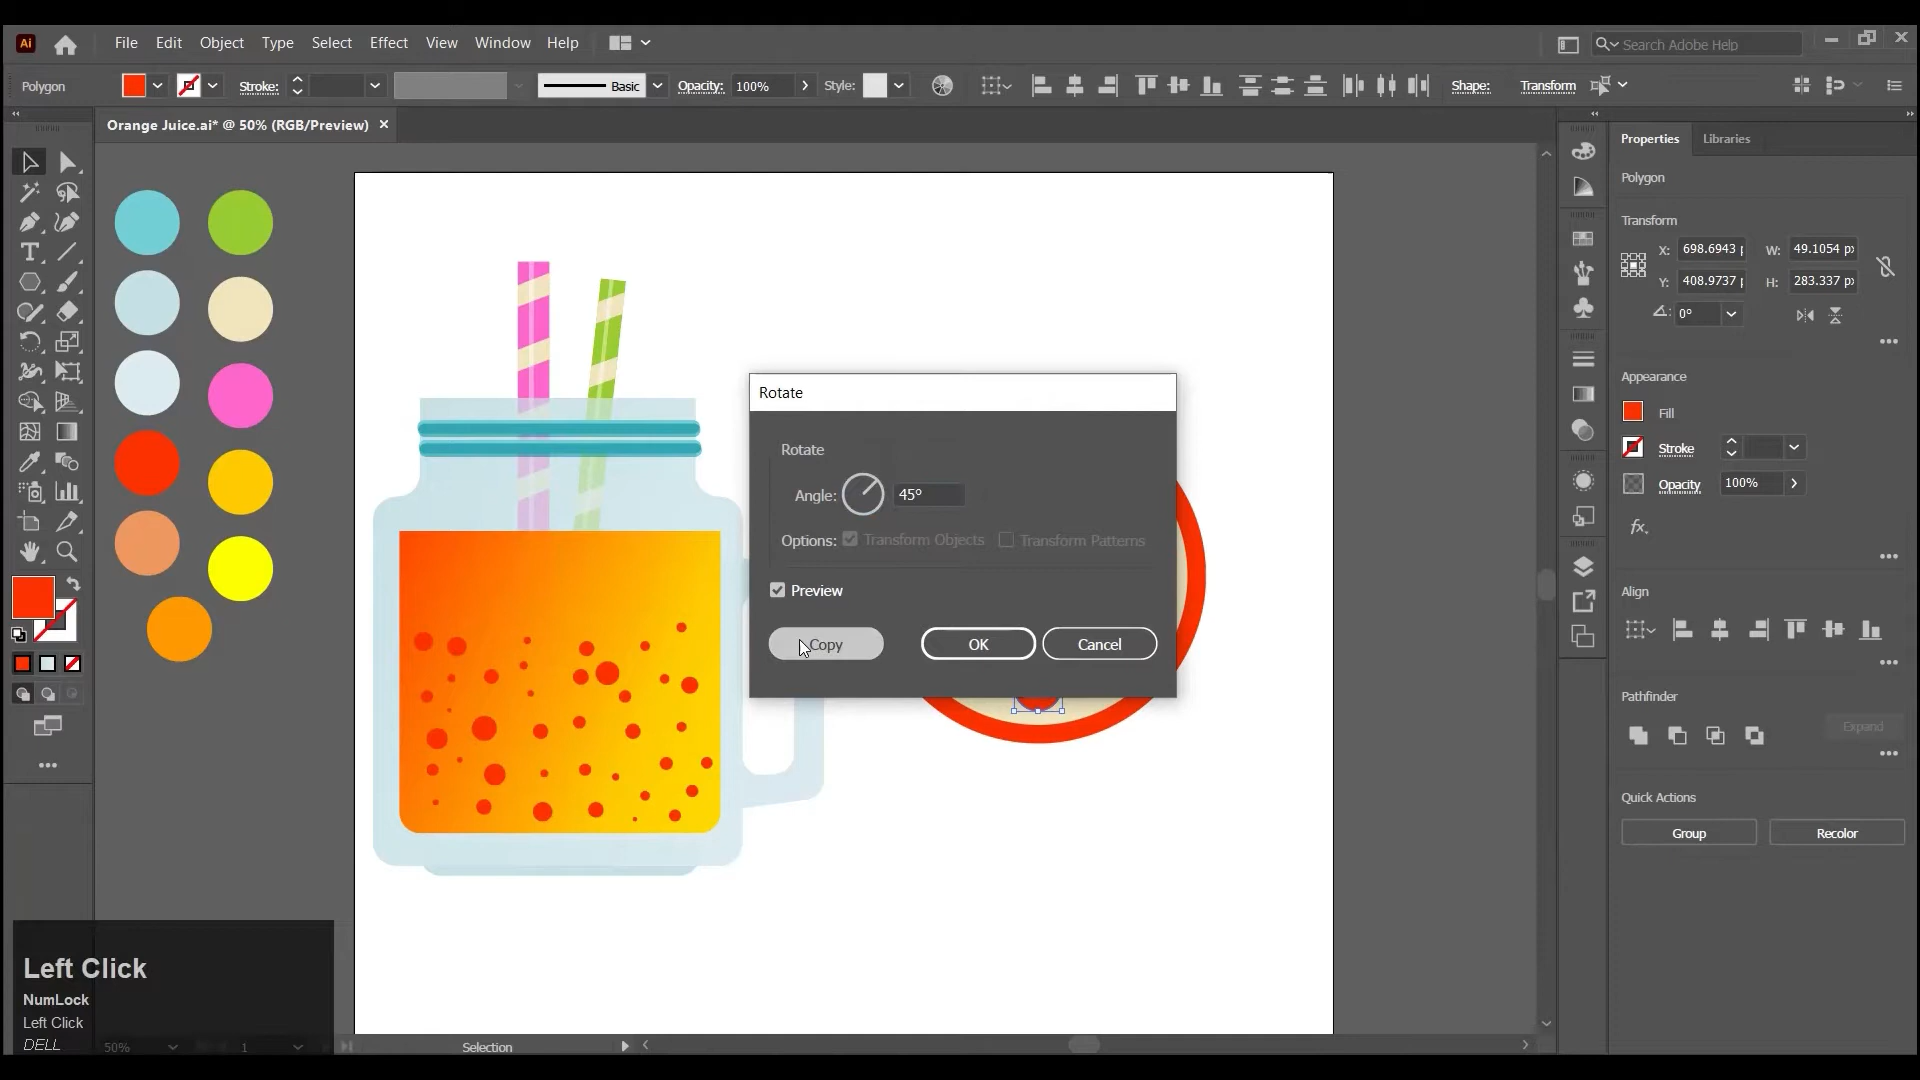 Ai File Edit Object Type Select Effect View Window Help Search Adobe Help
Polygon Stroke: Basic Opacity: 100% Style: Shape: Transform
Orange Juice.ai* @ 50% (RGB/Preview) ×
Properties Libraries
Polygon
Transform
X: 698.6943 W: 49.1054 px
Y: 408.9737 H: 283.337 px
0°
Appearance
Fill
Stroke
Opacity 100%
fx.
Align
Pathfinder
Expand
Quick Actions
Group Recolor
Rotate
Rotate
Angle: 45°
Options: Transform Objects Transform Patterns
Preview
Copy OK Cancel
Left Click
NumLock
Left Click
DELL
50% 1 Selection